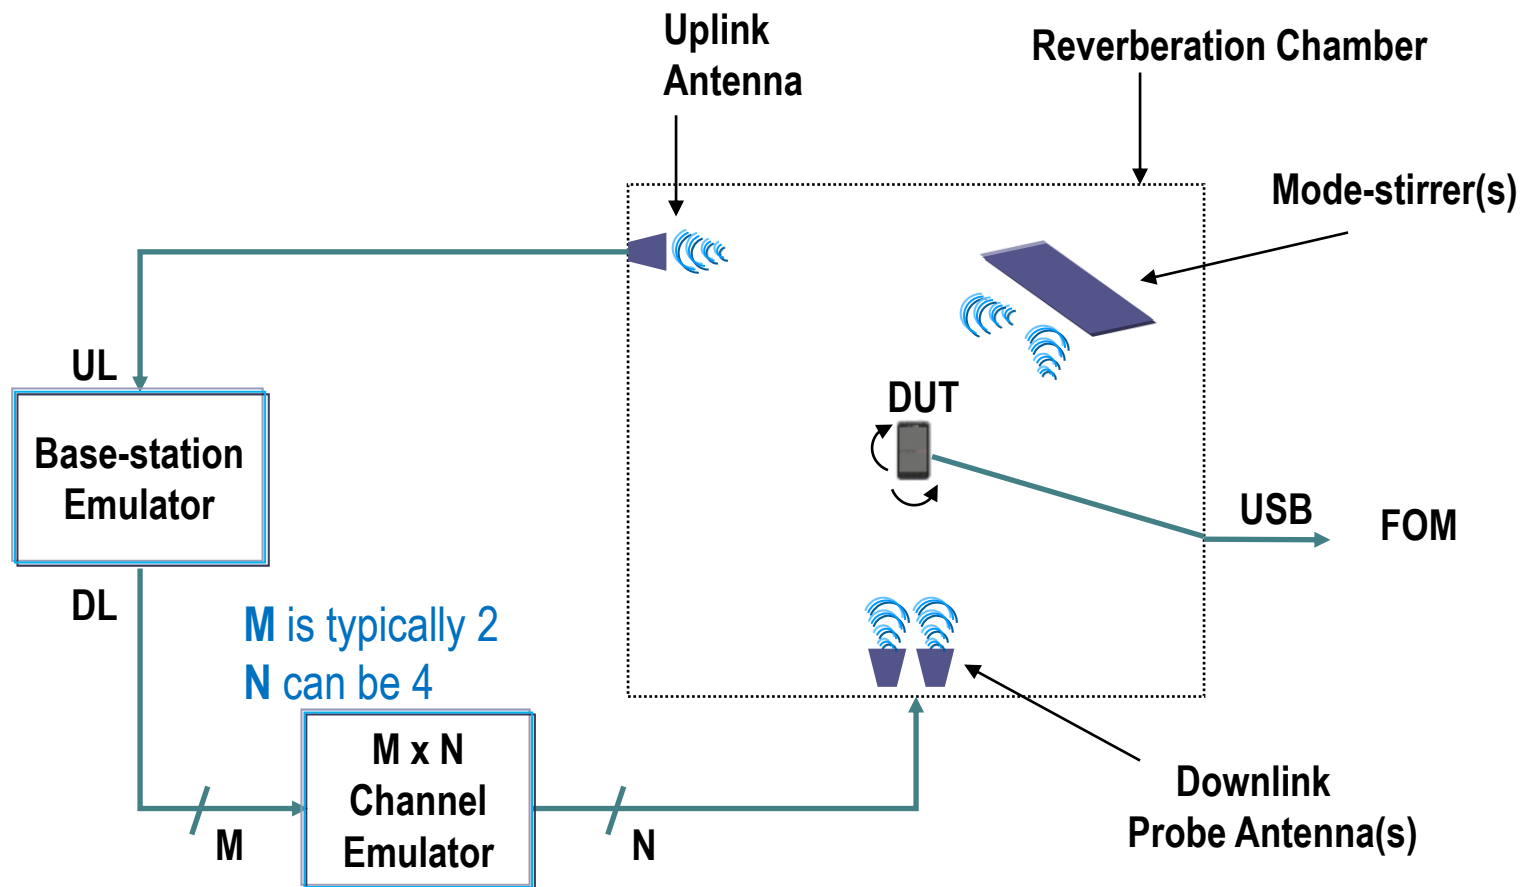 Uplink
Antenna
Reverberation Chamber
Mode-stirrer(s)
UL
DUT
Base-station
Emulator
USB
FOM
DL
M is typically 2
N can be 4
M x N
Channel
Emulator
M
N
Downlink
Probe Antenna(s)